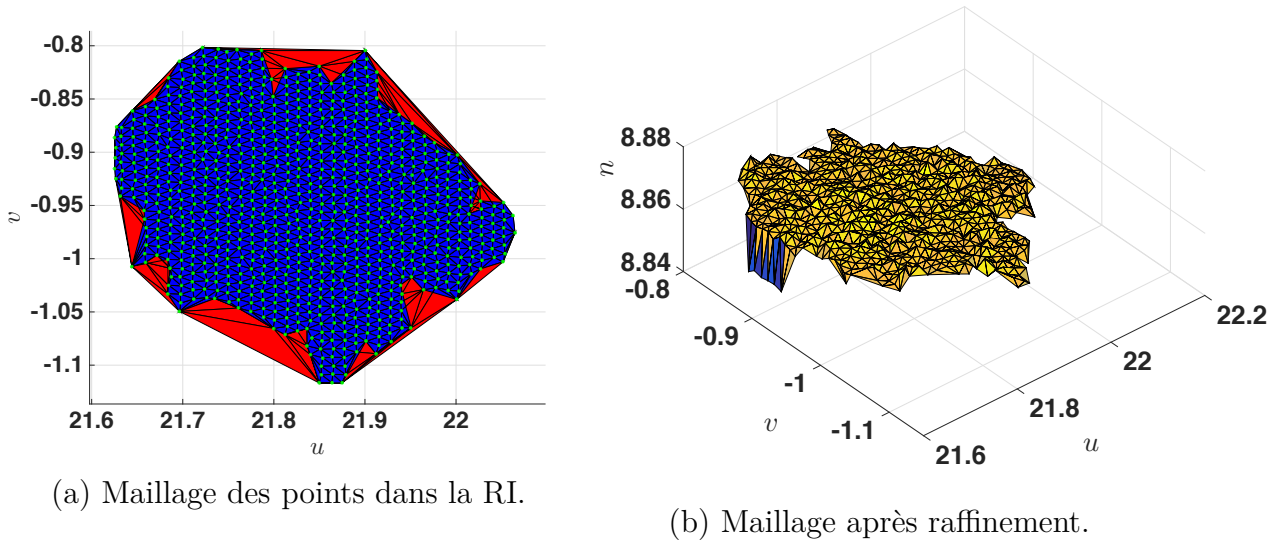 -0.8
-0.85
-0.9
-0.95
-1
-1.05
-1.1
v
21.6 21.7 21.8 21.9 22
u
(a) Maillage des points dans la RI.
8.88
8.86
8.84
n
-0.8
-0.9
-1
-1.1
v
21.6
21.8
22
22.2
u
(b) Maillage après raffinement.